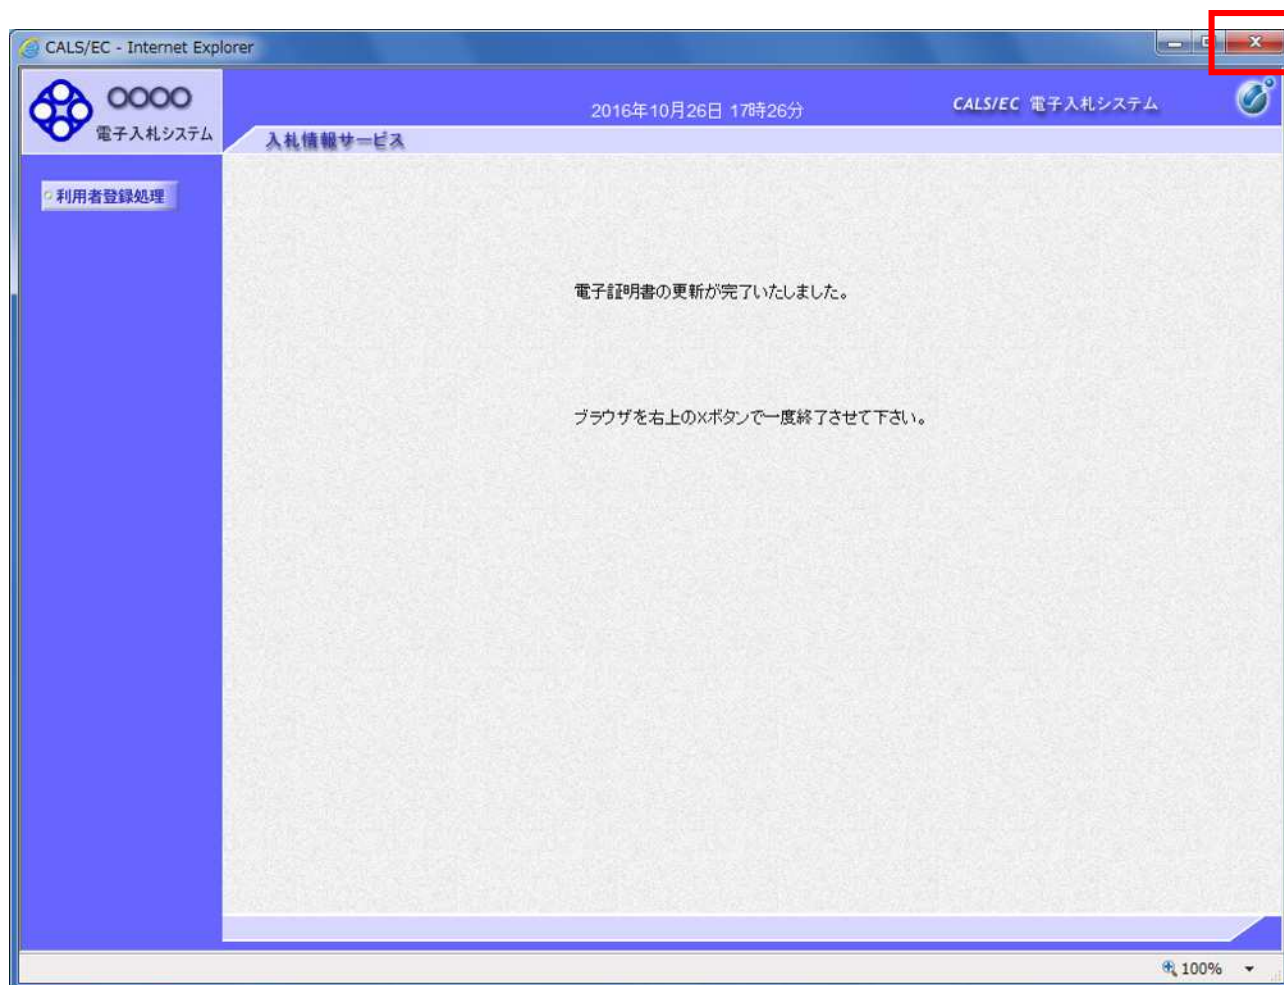 CALS/EC - Internet Explorer
○○○○
電子入札システム
2016年10月26日 17時26分
CALS/EC 電子入札システム
入札情報サービス
利用者登録処理
電子証明書の更新が完了いたしました。
ブラウザを右上の×ボタンで一度終了させて下さい。
100%